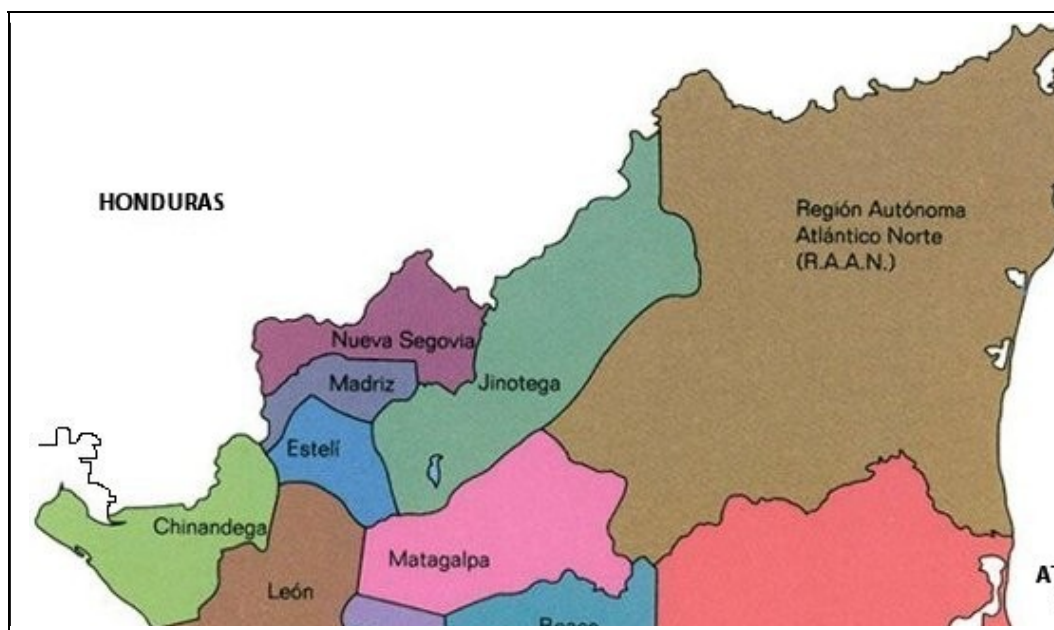 HONDURAS
Región Autónoma
Atlántico Norte
(R.A.A.N.)
Nueva Segovia
Madriz
Jinotega
Estelí
Chinandega
Matagalpa
León